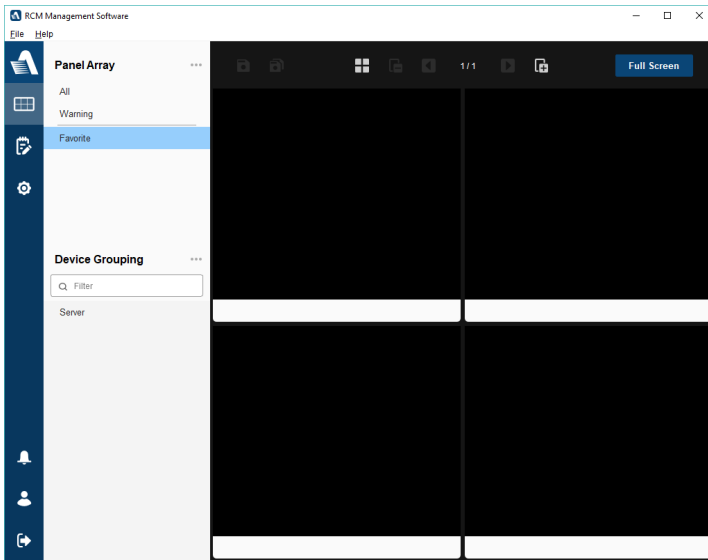 RCM Management Software
File Help
Panel Array
All
Warning
Favorite
Device Grouping
Filter
Server
1/1
Full Screen